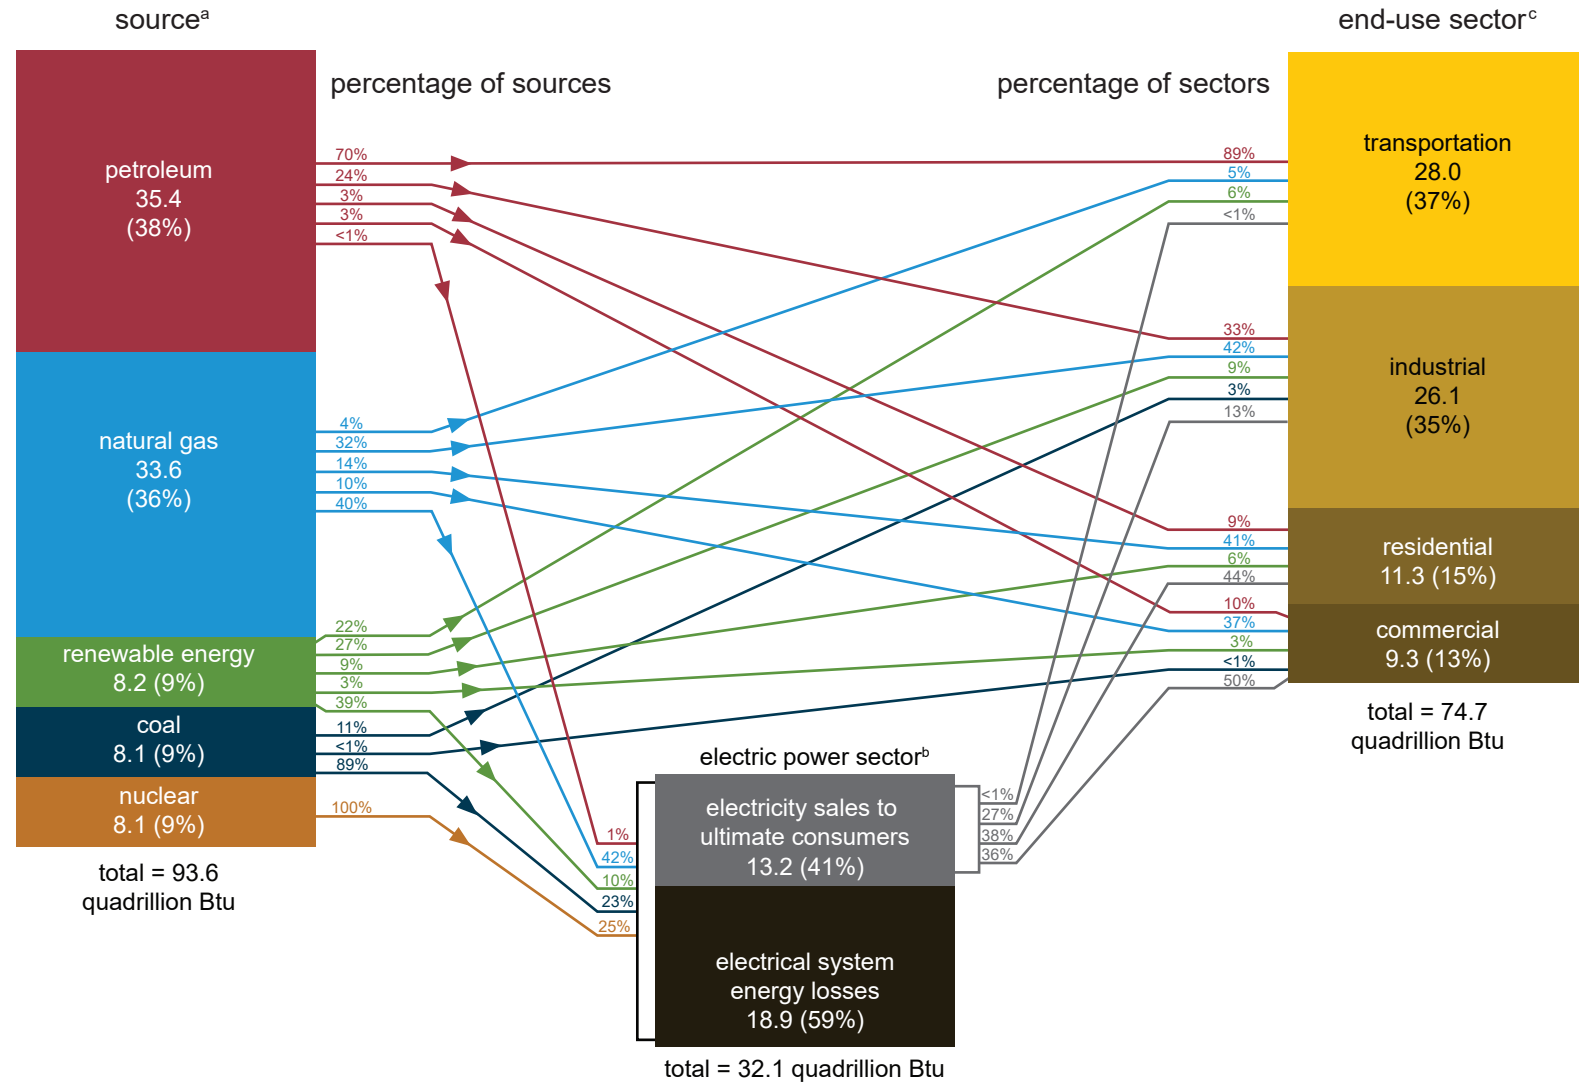 sourceᵃ
end-use sectorᶜ
percentage of sources
percentage of sectors
petroleum
35.4
(38%)
70%
24%
3%
3%
<1%
natural gas
33.6
(36%)
4%
32%
14%
10%
40%
renewable energy
8.2 (9%)
22%
27%
9%
3%
39%
coal
8.1 (9%)
11%
<1%
89%
nuclear
8.1 (9%)
100%
total = 93.6
quadrillion Btu
electric power sectorᵇ
1%
42%
10%
23%
25%
electricity sales to
ultimate consumers
13.2 (41%)
electrical system
energy losses
18.9 (59%)
total = 32.1 quadrillion Btu
<1%
27%
38%
36%
89%
5%
6%
<1%
transportation
28.0
(37%)
33%
42%
9%
3%
13%
industrial
26.1
(35%)
9%
41%
6%
44%
residential
11.3 (15%)
10%
37%
3%
<1%
50%
commercial
9.3 (13%)
total = 74.7
quadrillion Btu